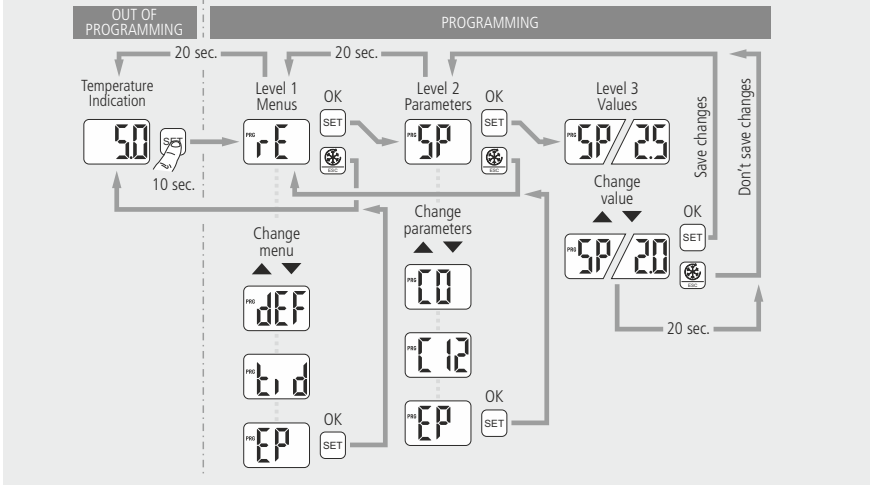 OUT OF
PROGRAMMING
PROGRAMMING
20 sec.
20 sec.
Temperature
Indication
Level 1
Menus
OK
Level 2
Parameters
OK
Level 3
Values
5.0
SET
PRG
rE
SET
ESC
PRG
SP
SET
ESC
PRG
SP
2.5
Save changes
Don't save changes
10 sec.
Change
value
Change
menu
Change
parameters
OK
PRG
SP
2.0
SET
ESC
PRG
dEF
PRG
C0
20 sec.
PRG
tid
PRG
C12
OK
OK
PRG
EP
SET
PRG
EP
SET